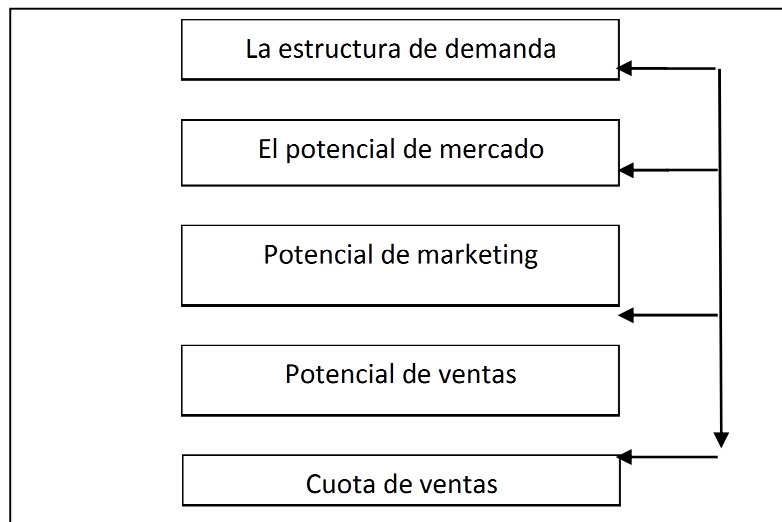 La estructura de demanda
El potencial de mercado
Potencial de marketing
Potencial de ventas
Cuota de ventas